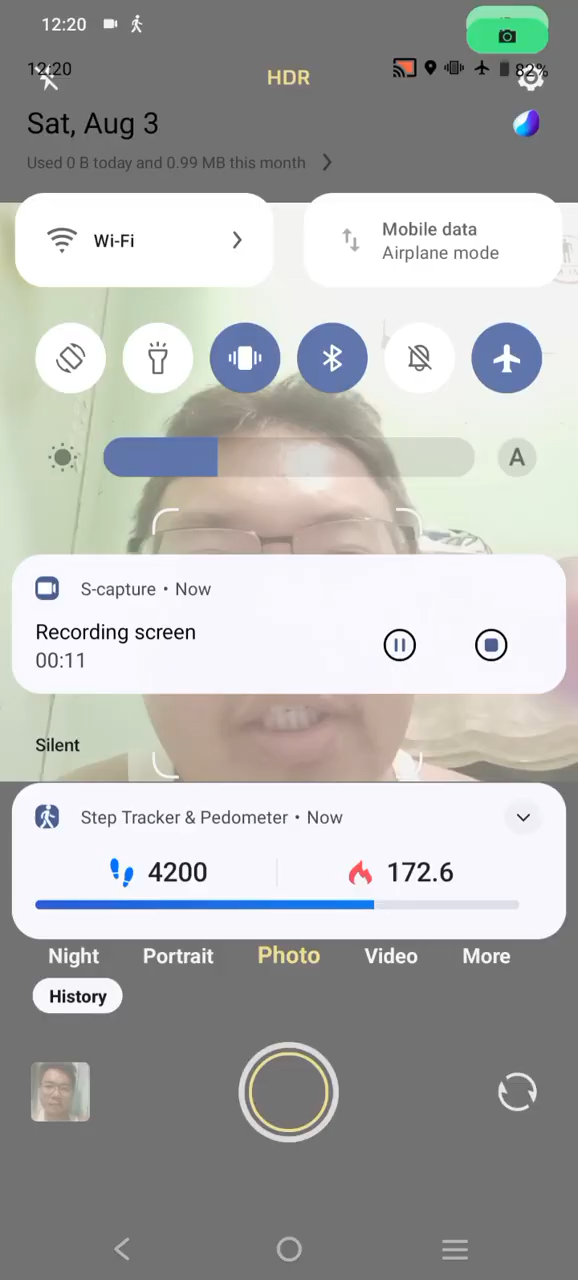 12:20
12:20
HDR
82%
Sat, Aug 3
Used 0 B today and 0.99 MB this month
Wi-Fi
Mobile data
Airplane mode
A
S-capture • Now
Recording screen
00:11
Silent
Step Tracker & Pedometer • Now
4200
172.6
Night
Portrait
Photo
Video
More
History